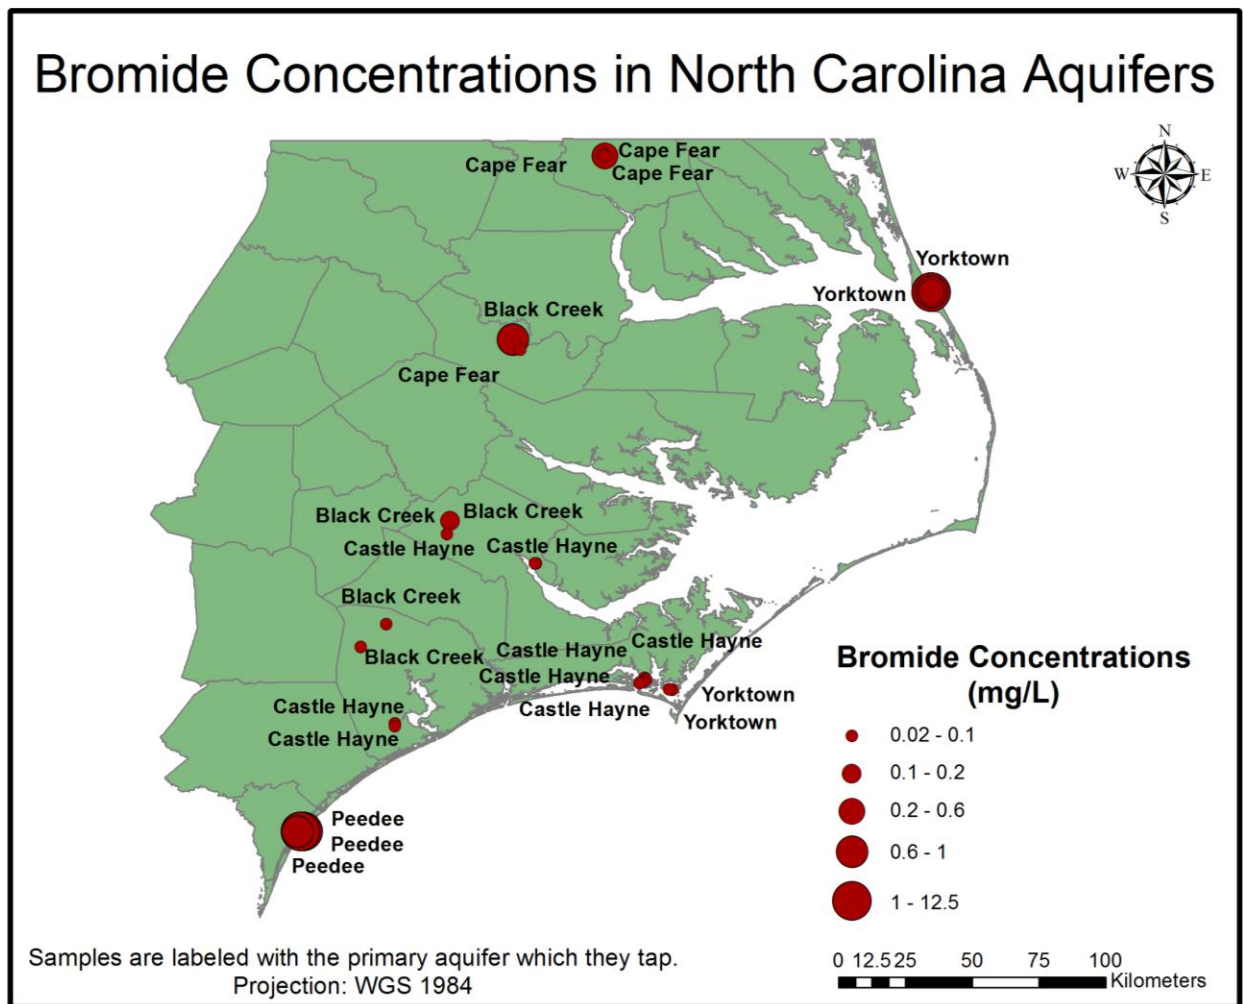 Bromide Concentrations in North Carolina Aquifers
N
W E
S
Cape Fear
Cape Fear
Cape Fear
Yorktown
Yorktown
Black Creek
Cape Fear
Black Creek
Black Creek
Castle Hayne
Castle Hayne
Black Creek
Black Creek
Castle Hayne
Castle Hayne
Castle Hayne
Castle Hayne
Yorktown
Yorktown
Castle Hayne
Castle Hayne
Peedee
Peedee
Peedee
Bromide Concentrations
(mg/L)
0.02 - 0.1
0.1 - 0.2
0.2 - 0.6
0.6 - 1
1 - 12.5
Samples are labeled with the primary aquifer which they tap.
Projection: WGS 1984
0 12.5 25 50 75 100
Kilometers